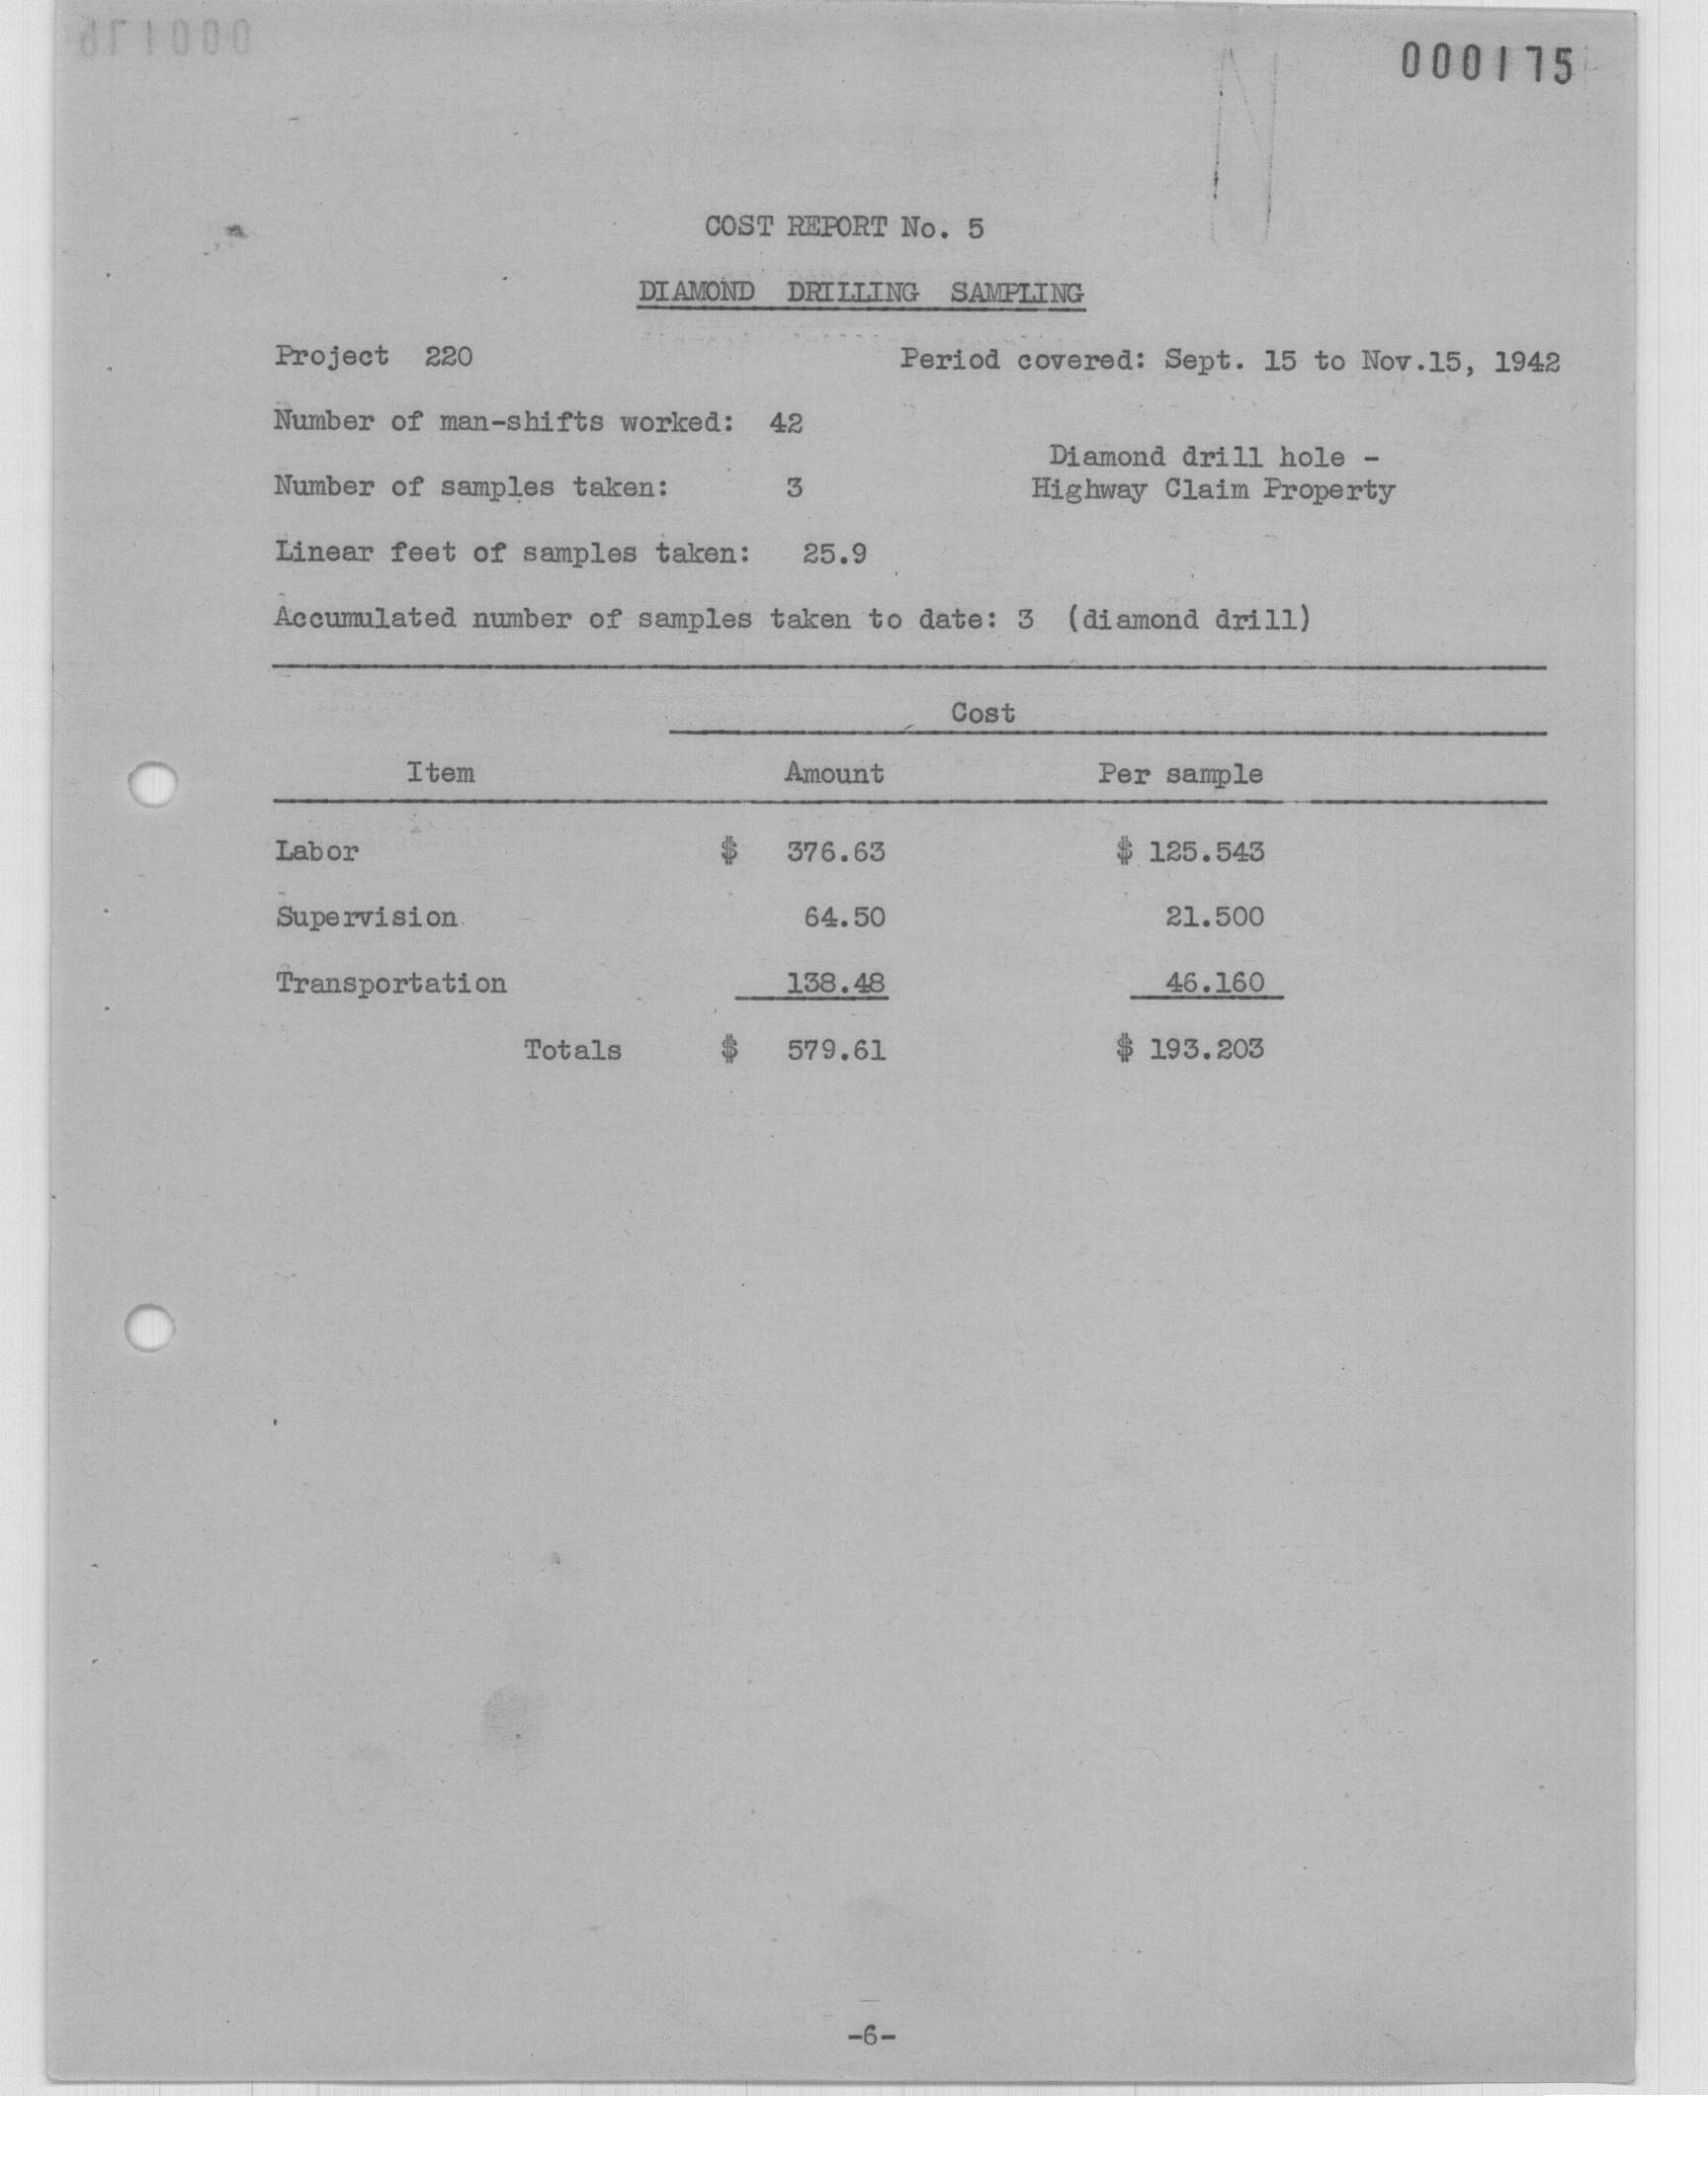 000175
COST REPORT No. 5
DIAMOND DRILLING SAMPLING
Project 220 Period covered: Sept. 15 to Nov.15, 1942
Number of man-shifts worked: 42
Diamond drill hole -
Number of samples taken: 3
Highway Claim Property
Linear feet of samples taken: 25.9
Accumulated number of samples taken to date: 3 (diamond drill)
Cost
Item Amount Per sample
Labor $ 376.63 $ 125.543
Supervision 64.50 21.500
Transportation 138.48 46.160
Totals $ 579.61 $ 193.203
-6-